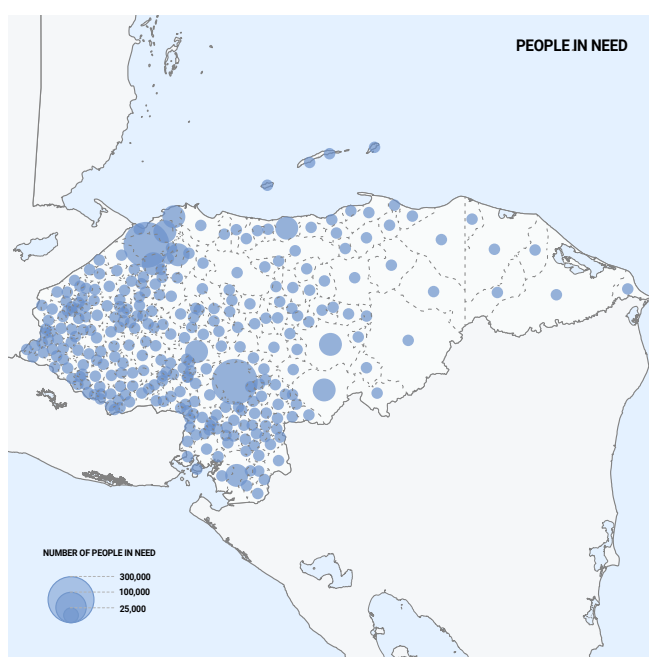 PEOPLE IN NEED
NUMBER OF PEOPLE IN NEED
300,000
100,000
25,000